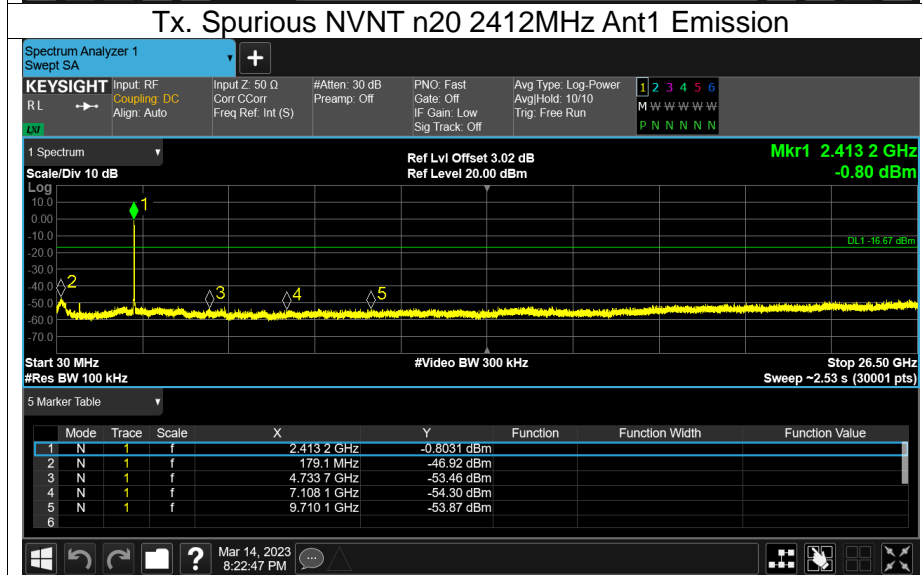 Tx. Spurious NVNT n20 2412MHz Ant1 Emission
Spectrum Analyzer 1
Swept SA
+
KEYSIGHT Input: RF Input Z: 50 Ω #Atten: 30 dB PNO: Fast Avg Type: Log-Power 1 2 3 4 5 6
R L Coupling: DC Corr CCorr Preamp: Off Gate: Off Avg|Hold: 10/10 M W W W W W
Align: Auto Freq Ref: Int (S) IF Gain: Low Trig: Free Run
LXI Sig Track: Off P N N N N N
1 Spectrum Ref Lvl Offset 3.02 dB Mkr1 2.413 2 GHz
Scale/Div 10 dB Ref Level 20.00 dBm -0.80 dBm
Log
10.0
1
0.00
-10.0
DL1 -16.67 dBm
-20.0
-30.0
-40.0
2
3
4
5
-50.0
-60.0
-70.0
Start 30 MHz #Video BW 300 kHz Stop 26.50 GHz
#Res BW 100 kHz Sweep ~2.53 s (30001 pts)
5 Marker Table
Mode Trace Scale X Y Function Function Width Function Value
1 N 1 f 2.413 2 GHz -0.8031 dBm
2 N 1 f 179.1 MHz -46.92 dBm
3 N 1 f 4.733 7 GHz -53.46 dBm
4 N 1 f 7.108 1 GHz -54.30 dBm
5 N 1 f 9.710 1 GHz -53.87 dBm
6
? Mar 14, 2023
8:22:47 PM